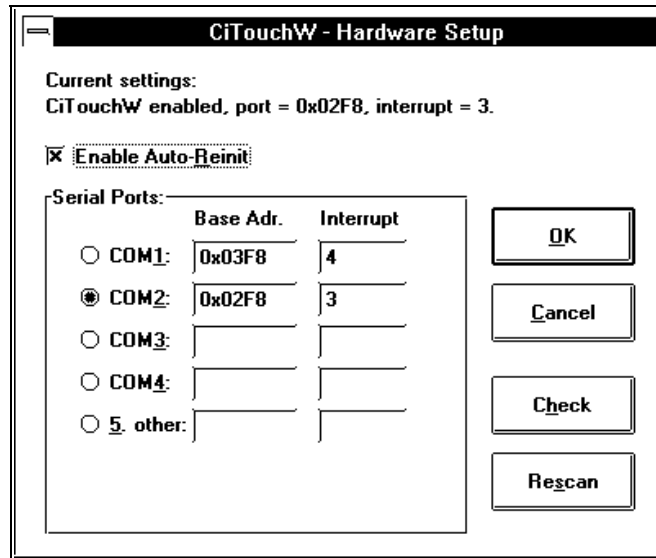 CiTouchW - Hardware Setup
Current settings:
CiTouchW enabled, port = 0x02F8, interrupt = 3.
Enable Auto-Reinit
Serial Ports:
Base Adr. Interrupt
COM1: 0x03F8 4
COM2: 0x02F8 3
COM3:
COM4:
5. other:
OK
Cancel
Check
Rescan